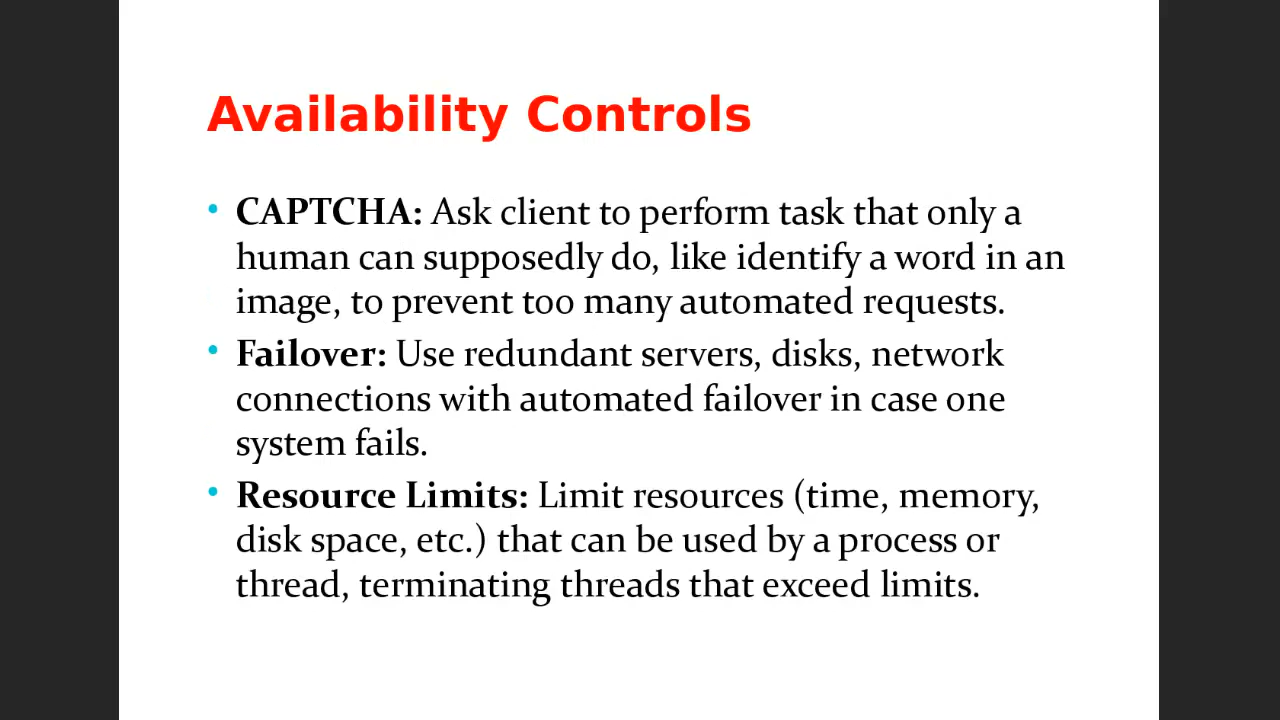 Availability Controls
• CAPTCHA: Ask client to perform task that only a
human can supposedly do, like identify a word in an
image, to prevent too many automated requests.
• Failover: Use redundant servers, disks, network
connections with automated failover in case one
system fails.
• Resource Limits: Limit resources (time, memory,
disk space, etc.) that can be used by a process or
thread, terminating threads that exceed limits.